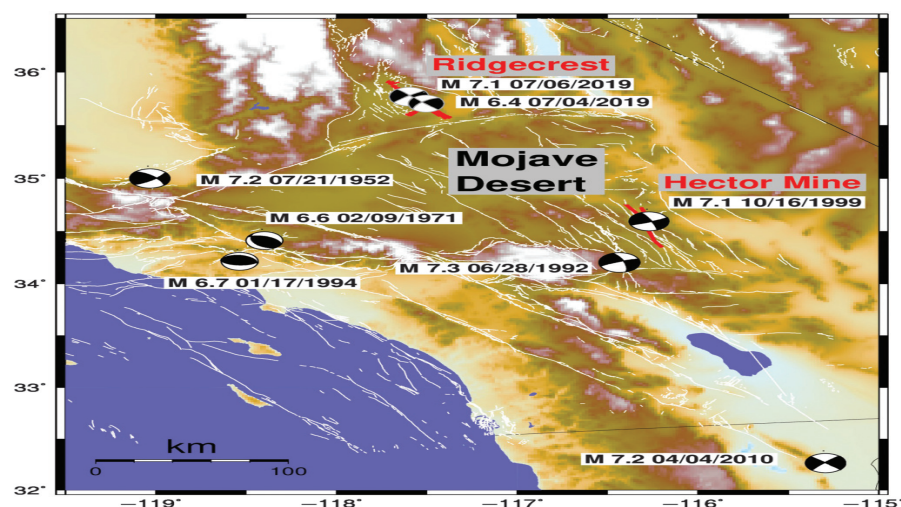 36°
Ridgecrest
M 7.1 07/06/2019
M 6.4 07/04/2019
Mojave
Desert
35°
M 7.2 07/21/1952
Hector Mine
M 7.1 10/16/1999
M 6.6 02/09/1971
M 7.3 06/28/1992
34°
M 6.7 01/17/1994
33°
km
0 100
M 7.2 04/04/2010
32°
−119° −118° −117° −116° −115°